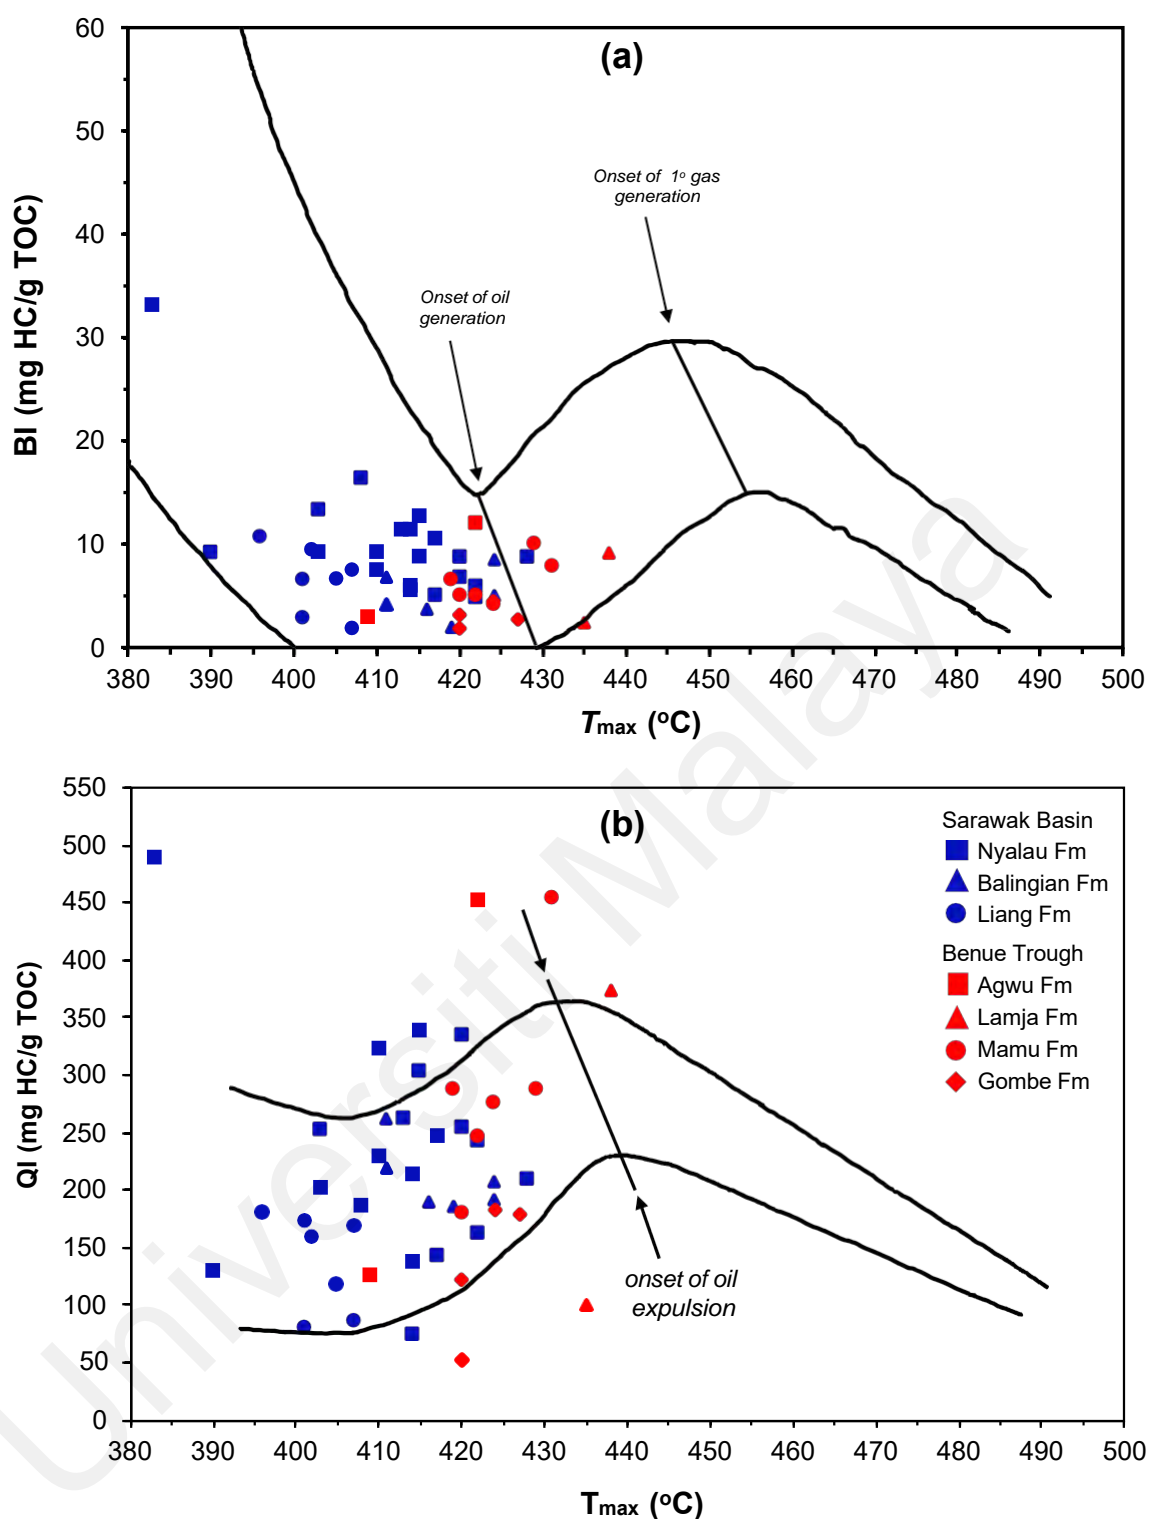 (a)
60
50
40
30
20
10
0
BI (mg HC/g TOC)
Onset of 1º gas
generation
Onset of oil
generation
380 390 400 410 420 430 440 450 460 470 480 490 500
Tmax (ºC)
(b)
550
500
450
400
350
300
250
200
150
100
50
0
QI (mg HC/g TOC)
Sarawak Basin
Nyalau Fm
Balingian Fm
Liang Fm
Benue Trough
Agwu Fm
Lamja Fm
Mamu Fm
Gombe Fm
onset of oil
expulsion
380 390 400 410 420 430 440 450 460 470 480 490 500
Tmax (ºC)
Universiti Malaya